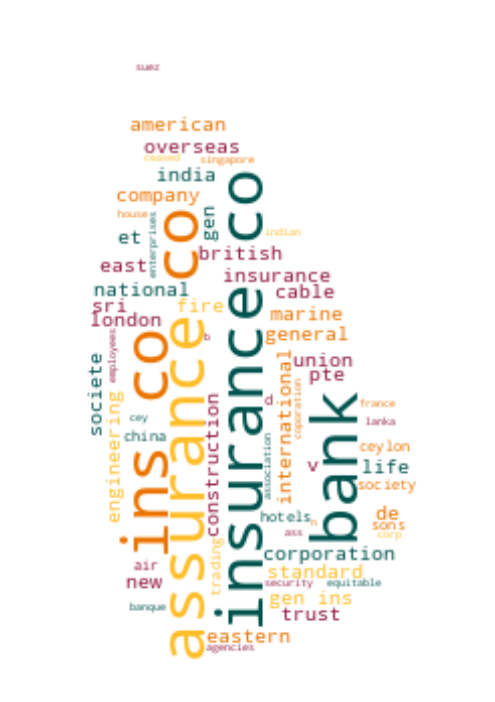 suez
american
overseas
ceased
singapore
india
company
insurance co
house
gen
ins co
assurance co
enterprises
indian
et
british
east
insurance
national
cable
sri
fire
marine
london
general
b
employees
societe
union
international
pte
coporation
bank
engineering
construction
d
france
cey
lanka
china
association
ceylon
v
life
society
hotels
n
de
sons
ass
corp
trading
corporation
air
standard
new
security
equitable
gen ins
banque
trust
eastern
agencies